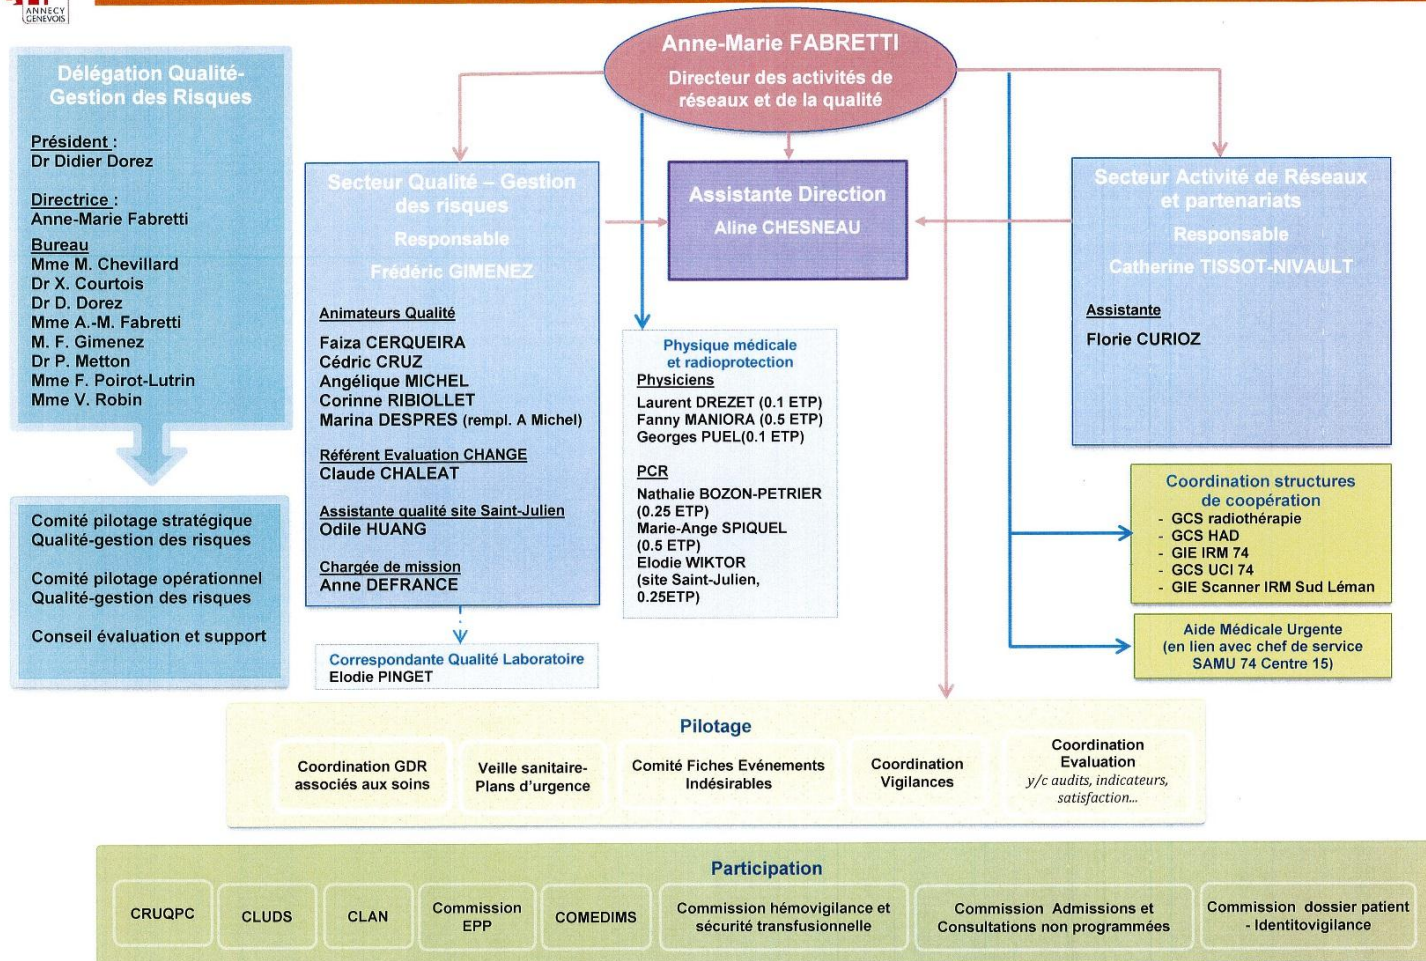 ANNECY
GENEVOIS
Anne-Marie FABRETTI
Directeur des activités de
réseaux et de la qualité
Délégation Qualité-
Gestion des Risques
Président :
Dr Didier Dorez
Directrice :
Anne-Marie Fabretti
Bureau
Mme M. Chevillard
Dr X. Courtois
Dr D. Dorez
Mme A.-M. Fabretti
M. F. Gimenez
Dr P. Metton
Mme F. Poirot-Lutrin
Mme V. Robin
Comité pilotage stratégique
Qualité-gestion des risques
Comité pilotage opérationnel
Qualité-gestion des risques
Conseil évaluation et support
Secteur Qualité – Gestion
des risques
Responsable
Frédéric GIMENEZ
Animateurs Qualité
Faiza CERQUEIRA
Cédric CRUZ
Angélique MICHEL
Corinne RIBIOLLET
Marina DESPRES (rempl. A Michel)
Référent Evaluation CHANGE
Claude CHALEAT
Assistante qualité site Saint-Julien
Odile HUANG
Chargée de mission
Anne DEFRANCE
Correspondante Qualité Laboratoire
Elodie PINGET
Assistante Direction
Aline CHESNEAU
Physique médicale
et radioprotection
Physiciens
Laurent DREZET (0.1 ETP)
Fanny MANIORA (0.5 ETP)
Georges PUEL(0.1 ETP)
PCR
Nathalie BOZON-PETRIER
(0.25 ETP)
Marie-Ange SPIQUEL
(0.5 ETP)
Elodie WIKTOR
(site Saint-Julien,
0.25ETP)
Secteur Activité de Réseaux
et partenariats
Responsable
Catherine TISSOT-NIVAULT
Assistante
Florie CURIOZ
Coordination structures
de coopération
- GCS radiothérapie
- GCS HAD
- GIE IRM 74
- GCS UCI 74
- GIE Scanner IRM Sud Léman
Aide Médicale Urgente
(en lien avec chef de service
SAMU 74 Centre 15)
Pilotage
Coordination GDR
associés aux soins
Veille sanitaire-
Plans d'urgence
Comité Fiches Evénements
Indésirables
Coordination
Vigilances
Coordination
Evaluation
y/c audits, indicateurs,
satisfaction...
Participation
CRUQPC
CLUDS
CLAN
Commission
EPP
COMEDIMS
Commission hémovigilance et
sécurité transfusionnelle
Commission Admissions et
Consultations non programmées
Commission dossier patient
- Identitovigilance